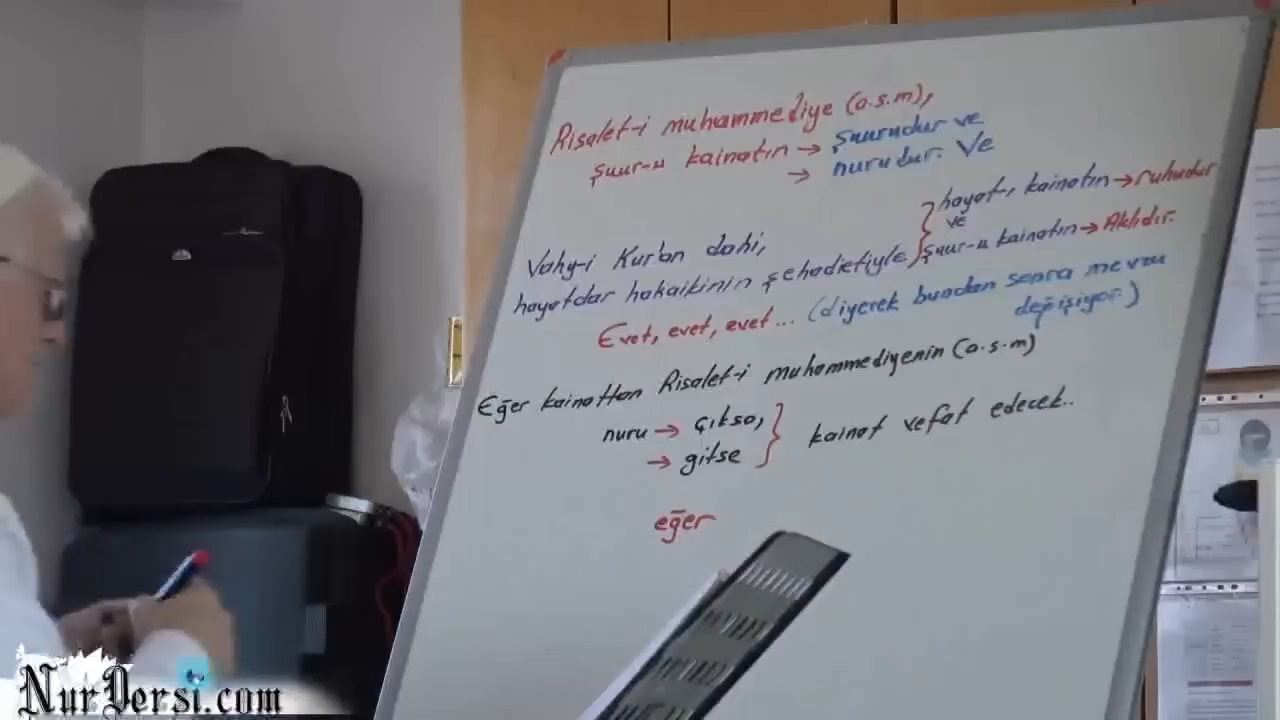 Risalet-i muhammediye (a.s.m),
şuur-u kainatın → şuurudur ve
→ nurudur. Ve
hayat-ı kainatın → ruhudur
ve
Vahy-i Kur'an dahi,
hayatdar hakaikinin şehadetiyle } şuur-u kainatın → Aklıdır.
Evet, evet, evet... (diyerek bundan sonra mevzu
değişiyor.)
Eğer kainattan Risalet-i muhammediyenin (a.s.m)
nuru → çıksa,
→ gitse } kainat vefat edecek..
eğer
NurDersi.com